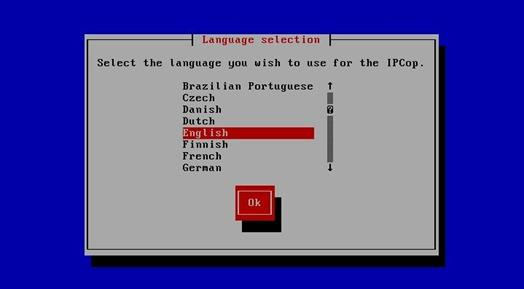 Language selection
Select the language you wish to use for the IPCop.
Brazilian Portuguese
Czech
Danish
Dutch
English
Finnish
French
German
Ok